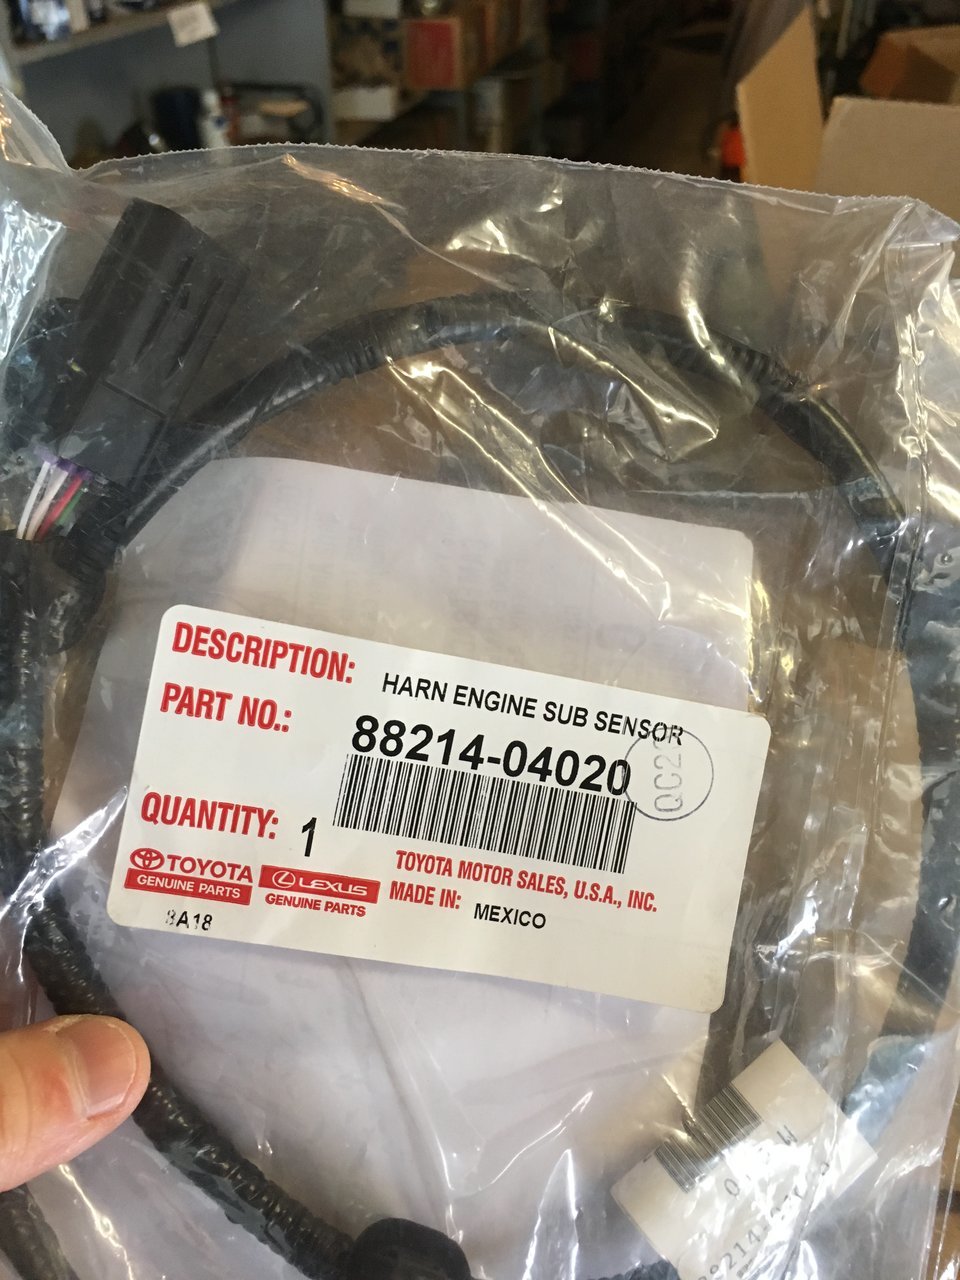 DESCRIPTION: HARN ENGINE SUB SENSOR
PART NO.: 88214-04020
QC2
QUANTITY: 1
TOYOTA
GENUINE PARTS
LEXUS
GENUINE PARTS
TOYOTA MOTOR SALES, U.S.A., INC.
MADE IN: MEXICO
8A18